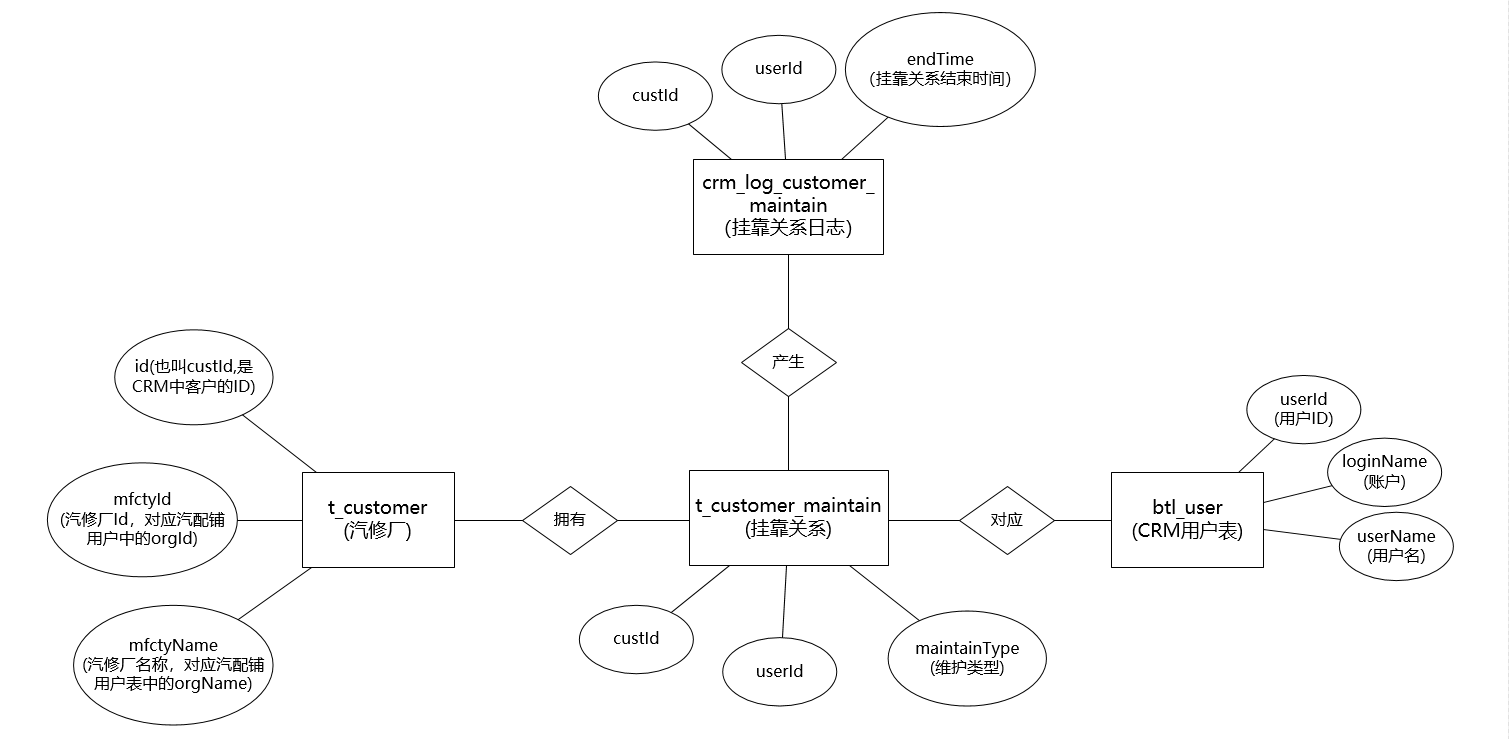 endTime
(挂靠关系结束时间)
userId
custId
crm_log_customer_
maintain
(挂靠关系日志)
产生
id(也叫custId,是
CRM中客户的ID)
userId
(用户ID)
loginName
(账户)
mfctyId
(汽修厂Id，对应汽配铺
用户中的orgId)
t_customer
(汽修厂)
拥有
t_customer_maintain
(挂靠关系)
对应
btl_user
(CRM用户表)
userName
(用户名)
mfctyName
(汽修厂名称，对应汽配铺
用户表中的orgName)
custId
userId
maintainType
(维护类型)